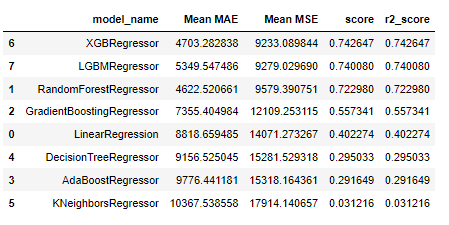 model_name Mean MAE Mean MSE score r2_score
6 XGBRegressor 4703.282838 9233.089844 0.742647 0.742647
7 LGBMRegressor 5349.547486 9279.029690 0.740080 0.740080
1 RandomForestRegressor 4622.520661 9579.390751 0.722980 0.722980
2 GradientBoostingRegressor 7355.404984 12109.253115 0.557341 0.557341
0 LinearRegression 8818.659485 14071.273267 0.402274 0.402274
4 DecisionTreeRegressor 9156.525045 15281.529318 0.295033 0.295033
3 AdaBoostRegressor 9776.441181 15318.164361 0.291649 0.291649
5 KNeighborsRegressor 10367.538558 17914.140657 0.031216 0.031216